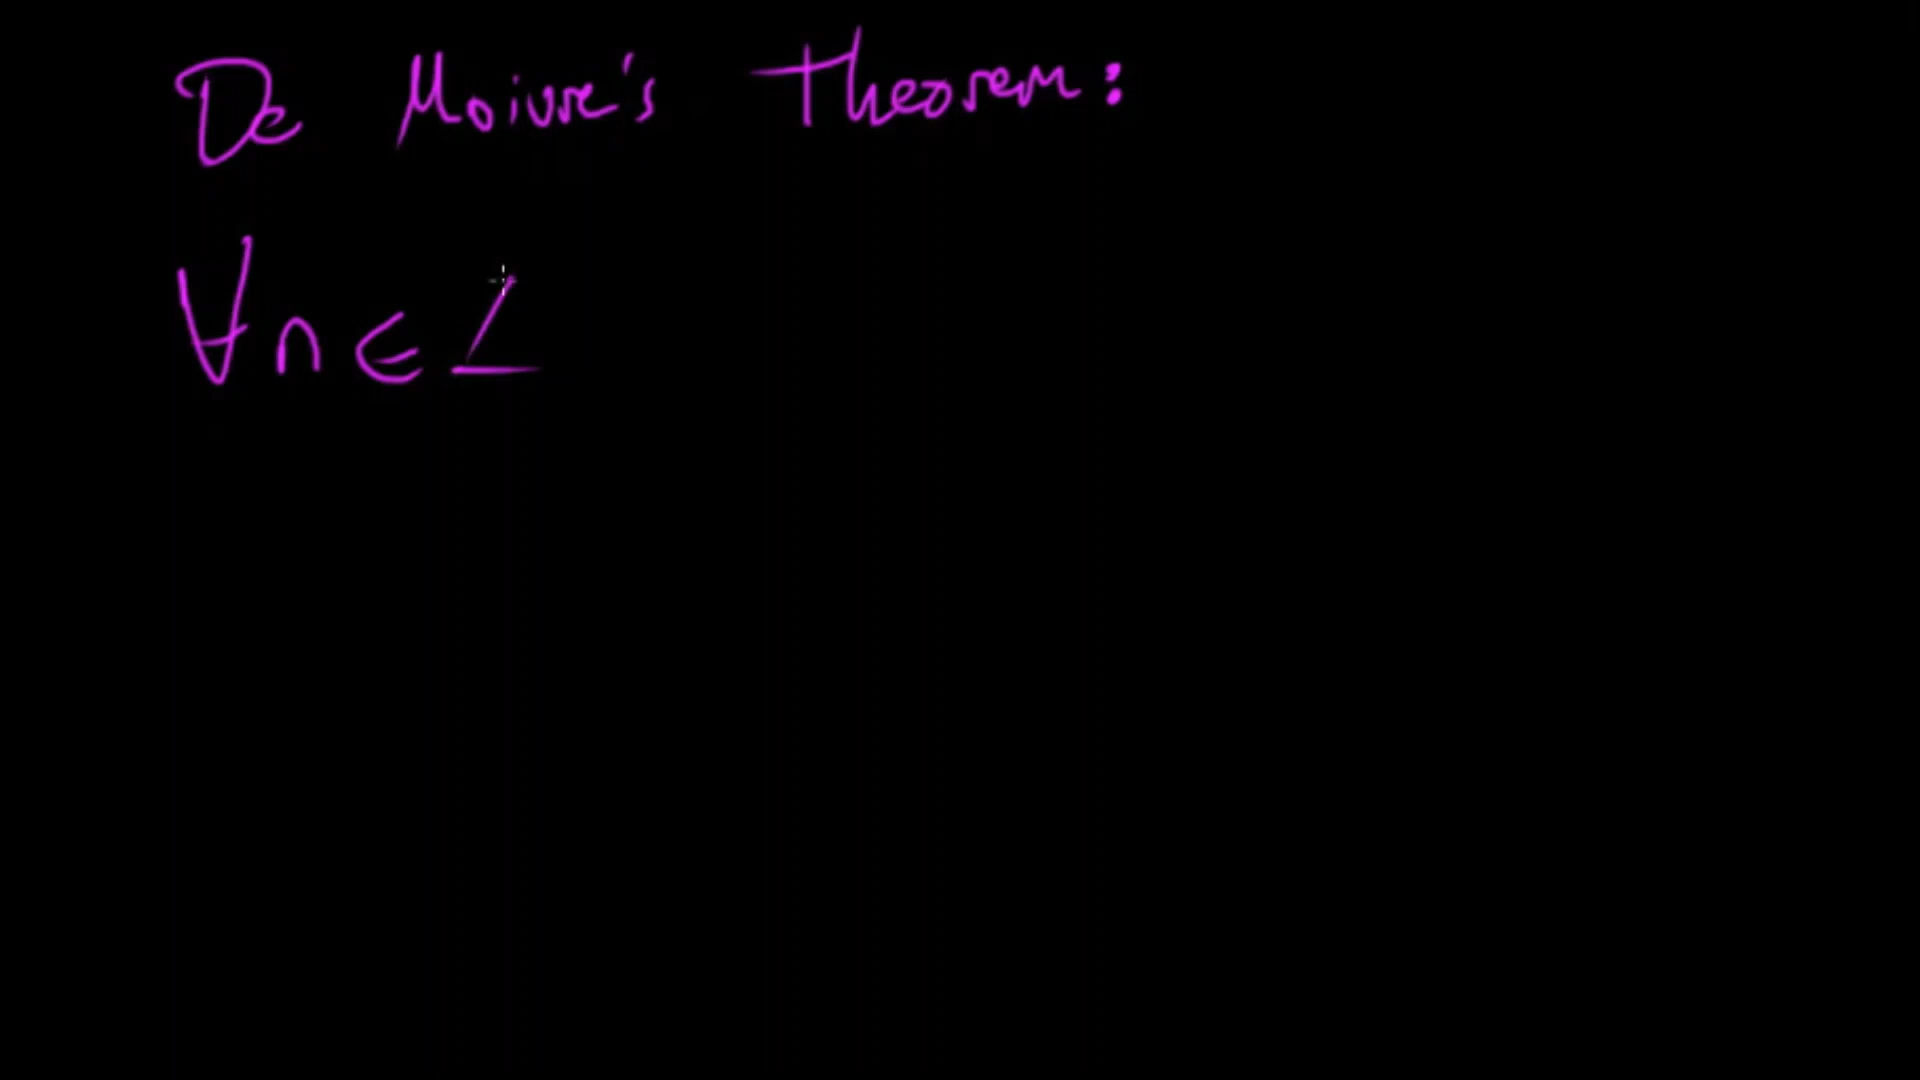 De Moivre's Theorem:
∀ n ∈